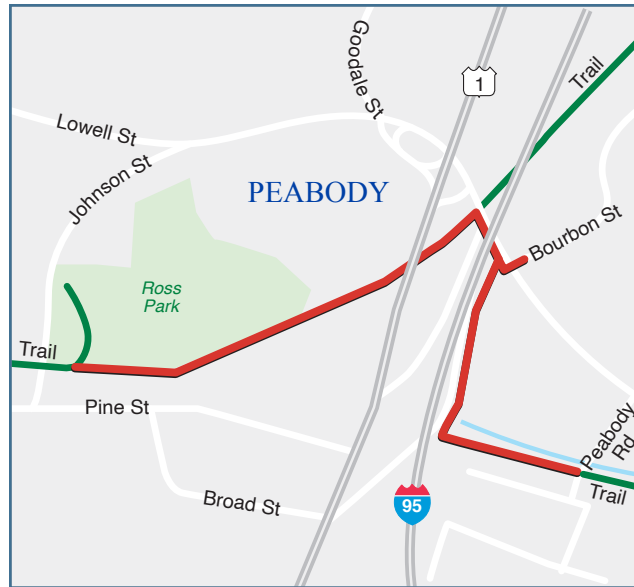 Goodale St
1
Trail
Lowell St
Johnson St
PEABODY
Bourbon St
Ross
Park
Trail
Pine St
Peabody
Rd
Broad St
95
Trail